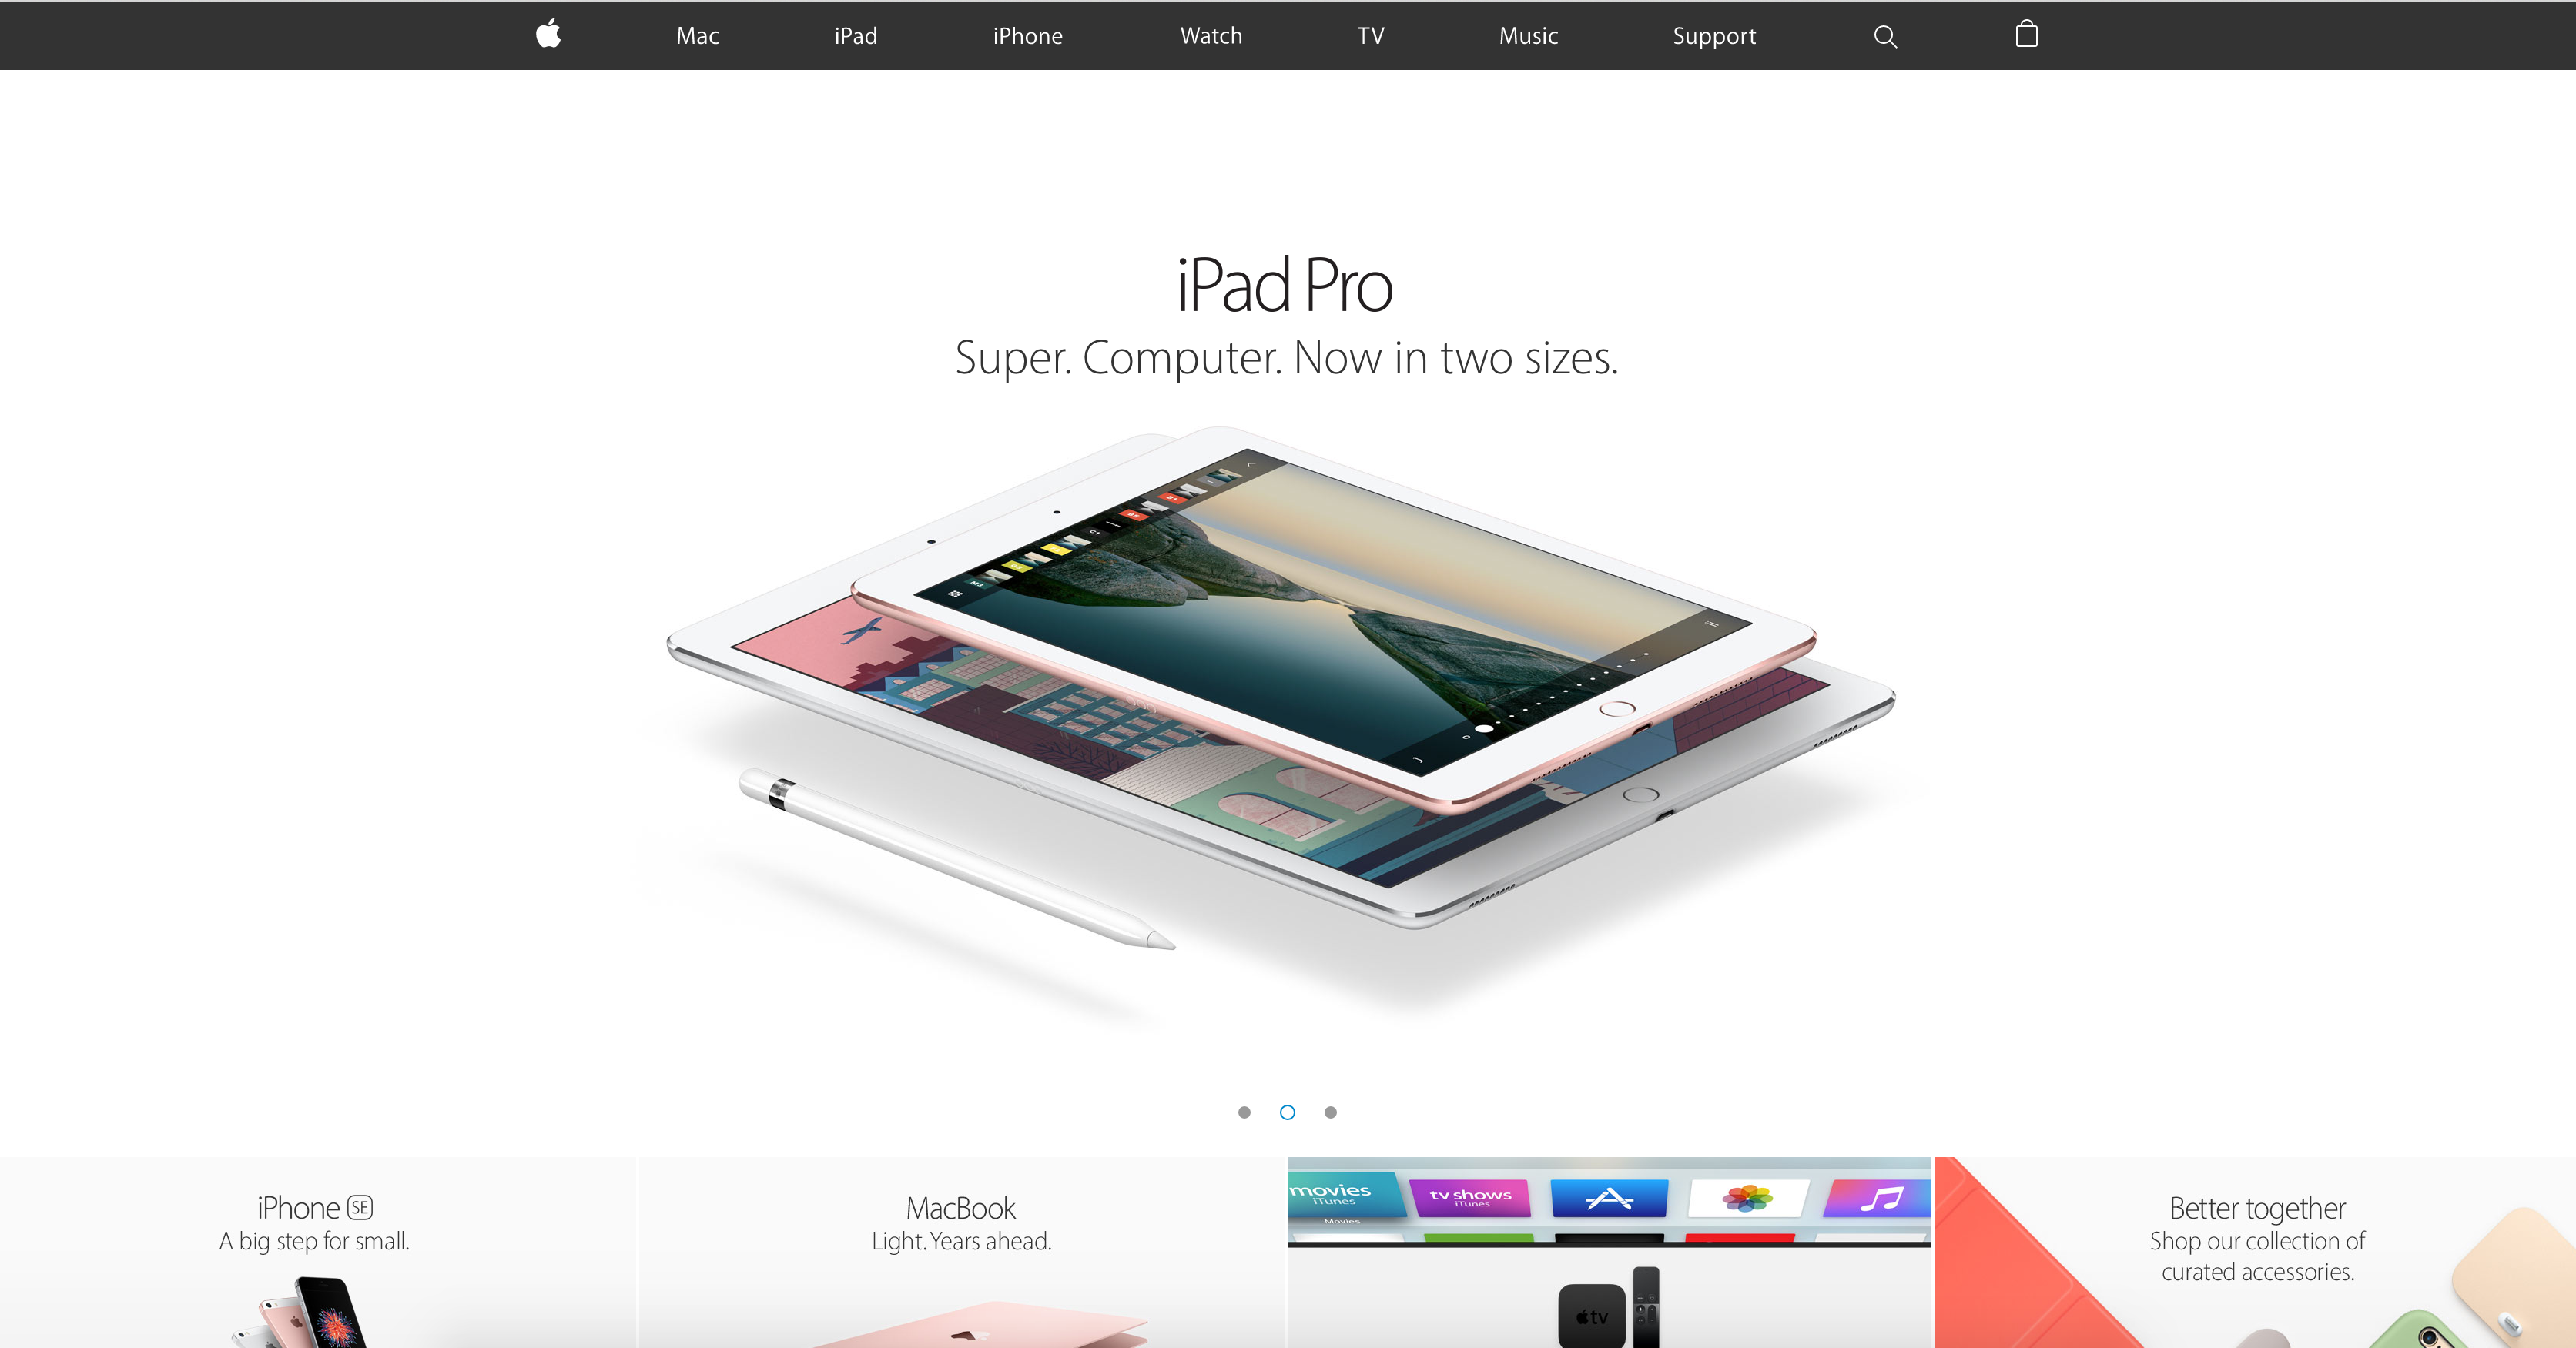 Mac
iPad
iPhone
Watch
TV
Music
Support
iPad Pro
Super. Computer. Now in two sizes.
iPhone SE
A big step for small.
MacBook
Light. Years ahead.
movies
iTunes
Movies
tv shows
iTunes
tv
Better together
Shop our collection of
curated accessories.